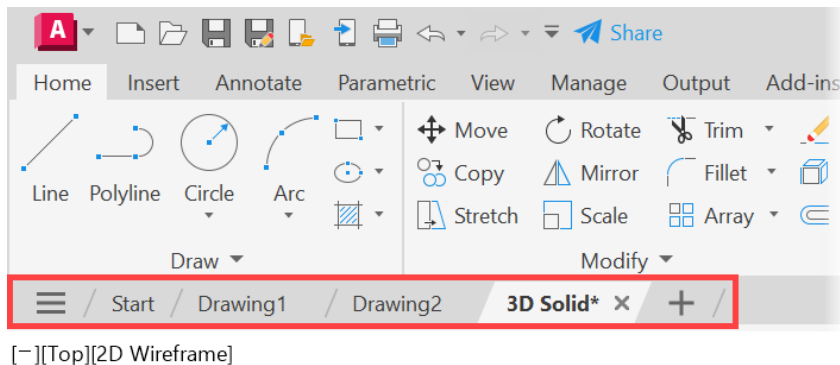 A Share
Home Insert Annotate Parametric View Manage Output Add-ins
Move Rotate Trim
Copy Mirror Fillet
Line Polyline Circle Arc
Stretch Scale Array
Draw Modify
Start Drawing1 Drawing2 3D Solid*
[−][Top][2D Wireframe]